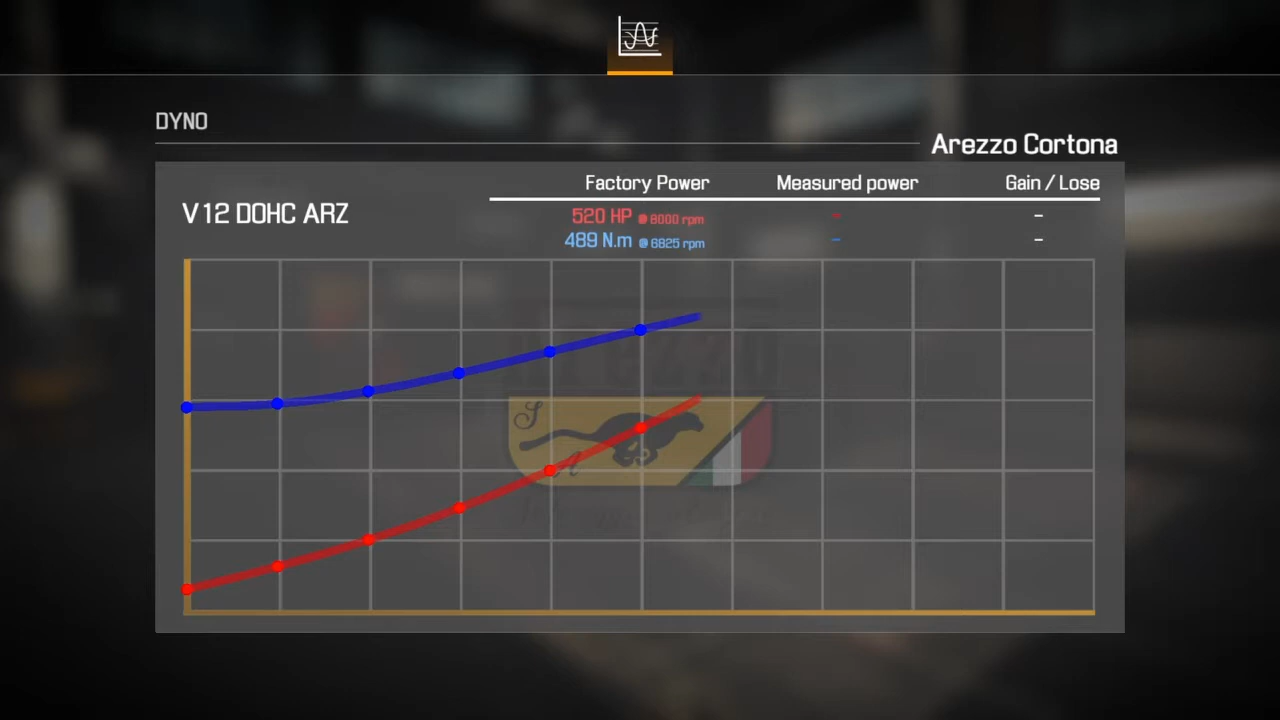 DYNO
Arezzo Cortona
Factory Power Measured power Gain / Lose
V12 DOHC ARZ
520 HP @ 8000 rpm - -
489 N.m @ 6825 rpm - -
Arezzo